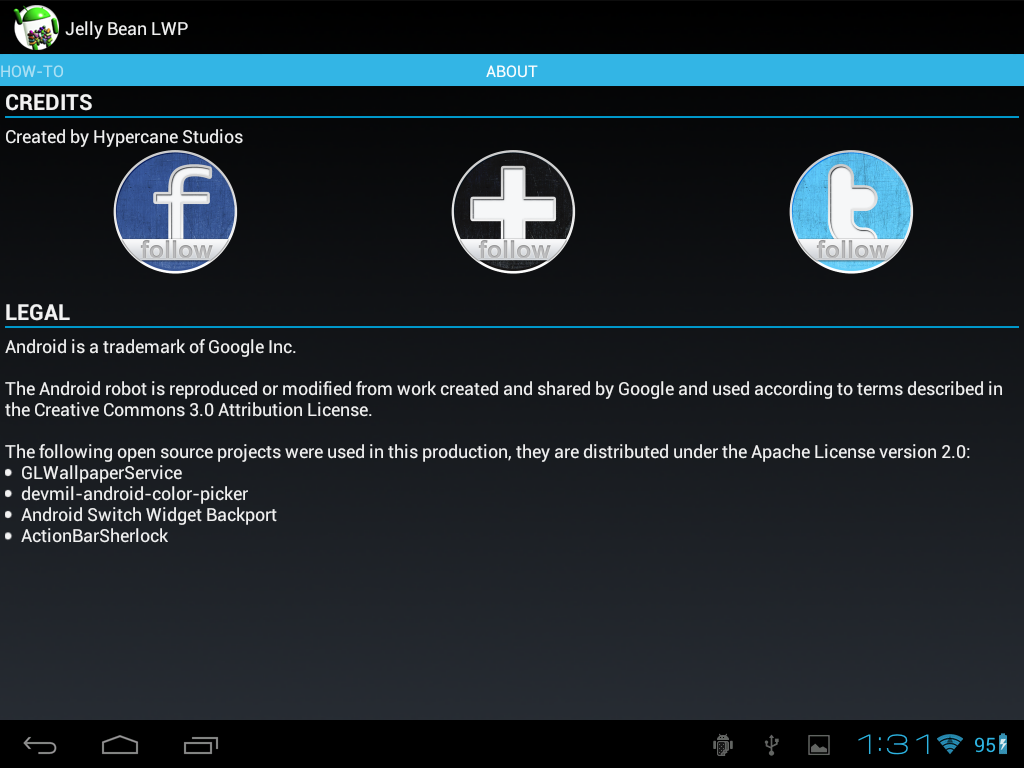 Jelly Bean LWP
HOW-TO
ABOUT
CREDITS
Created by Hypercane Studios
f
follow
follow
t
follow
LEGAL
Android is a trademark of Google Inc.
The Android robot is reproduced or modified from work created and shared by Google and used according to terms described in
the Creative Commons 3.0 Attribution License.
The following open source projects were used in this production, they are distributed under the Apache License version 2.0:
• GLWallpaperService
• devmil-android-color-picker
• Android Switch Widget Backport
• ActionBarSherlock
1:31
95